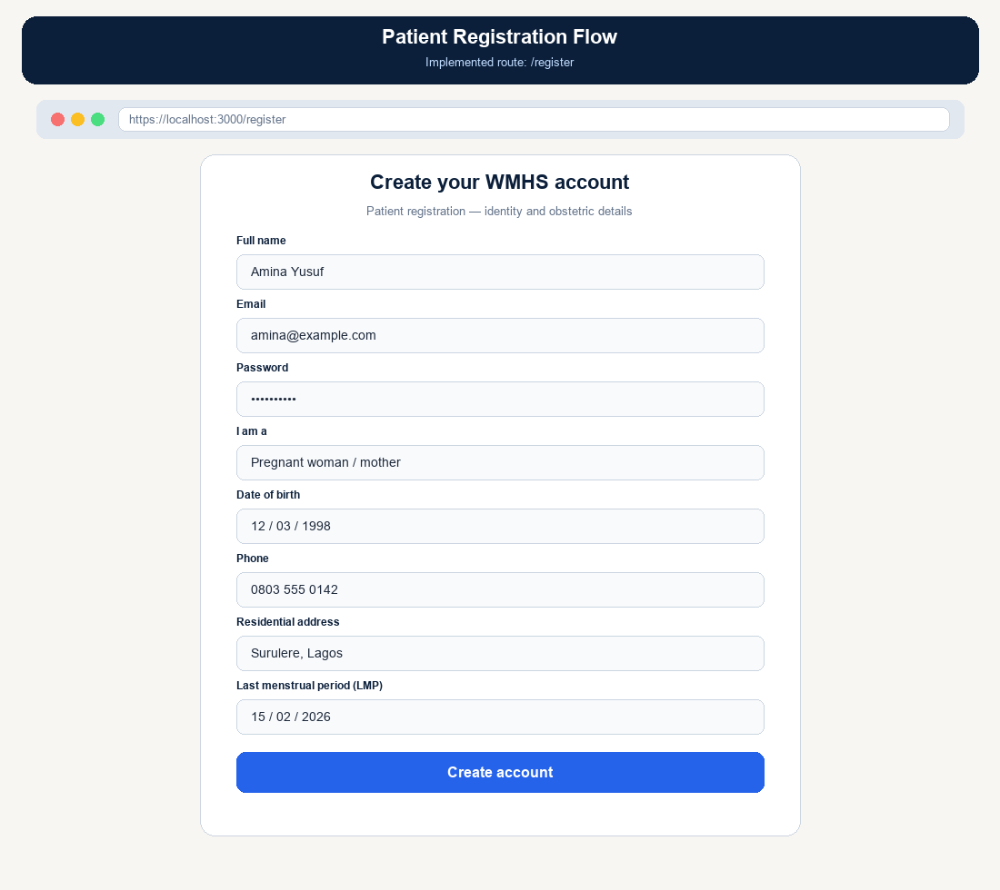 Patient Registration Flow
Implemented route: /register
https://localhost:3000/register
Create your WMHS account
Patient registration — identity and obstetric details
Full name
Amina Yusuf
Email
amina@example.com
Password
••••••••••
I am a
Pregnant woman / mother
Date of birth
12 / 03 / 1998
Phone
0803 555 0142
Residential address
Surulere, Lagos
Last menstrual period (LMP)
15 / 02 / 2026
Create account